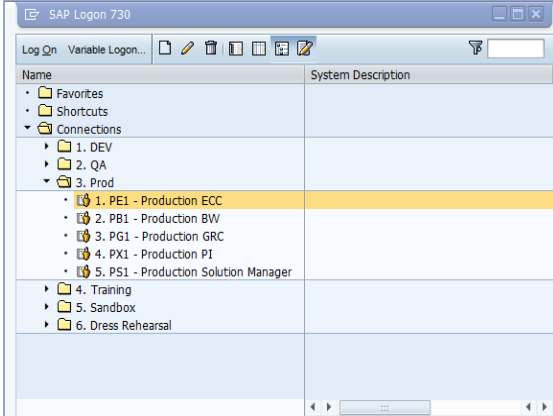 SAP Logon 730
Log On Variable Logon...
Name System Description
Favorites
Shortcuts
Connections
1. DEV
2. QA
3. Prod
1. PE1 - Production ECC
2. PB1 - Production BW
3. PG1 - Production GRC
4. PX1 - Production PI
5. PS1 - Production Solution Manager
4. Training
5. Sandbox
6. Dress Rehearsal